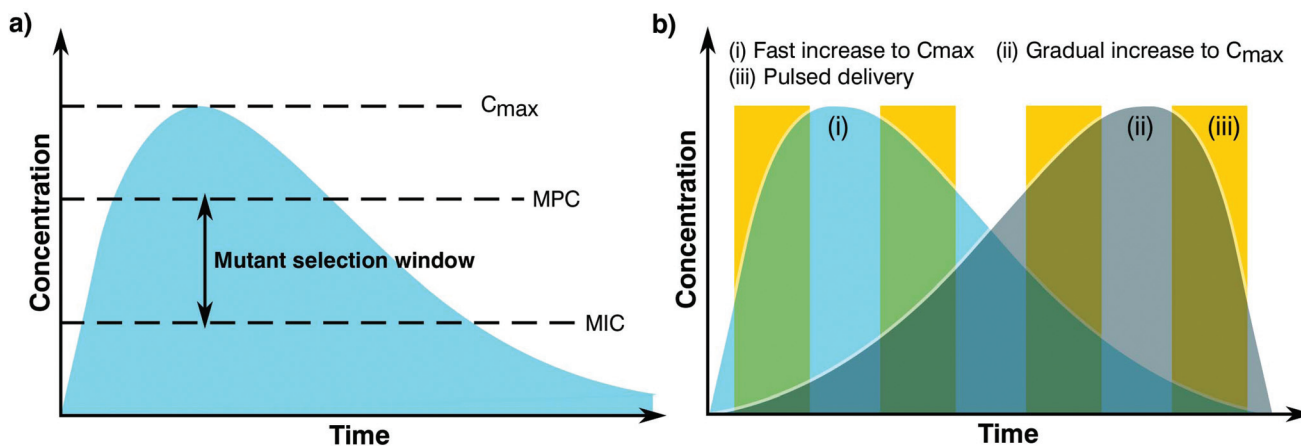 a)
Cmax
MPC
Mutant selection window
MIC
Concentration
Time
b)
(i) Fast increase to Cmax (ii) Gradual increase to Cmax
(iii) Pulsed delivery
(i) (ii) (iii)
Concentration
Time